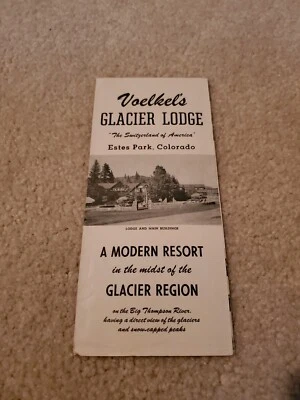 Voelkel's
GLACIER LODGE
"The Switzerland of America"
Estes Park, Colorado
LODGE AND MAIN BUILDINGS
A MODERN RESORT
in the midst of the
GLACIER REGION
on the Big Thompson River,
having a direct view of the glaciers
and snow-capped peaks